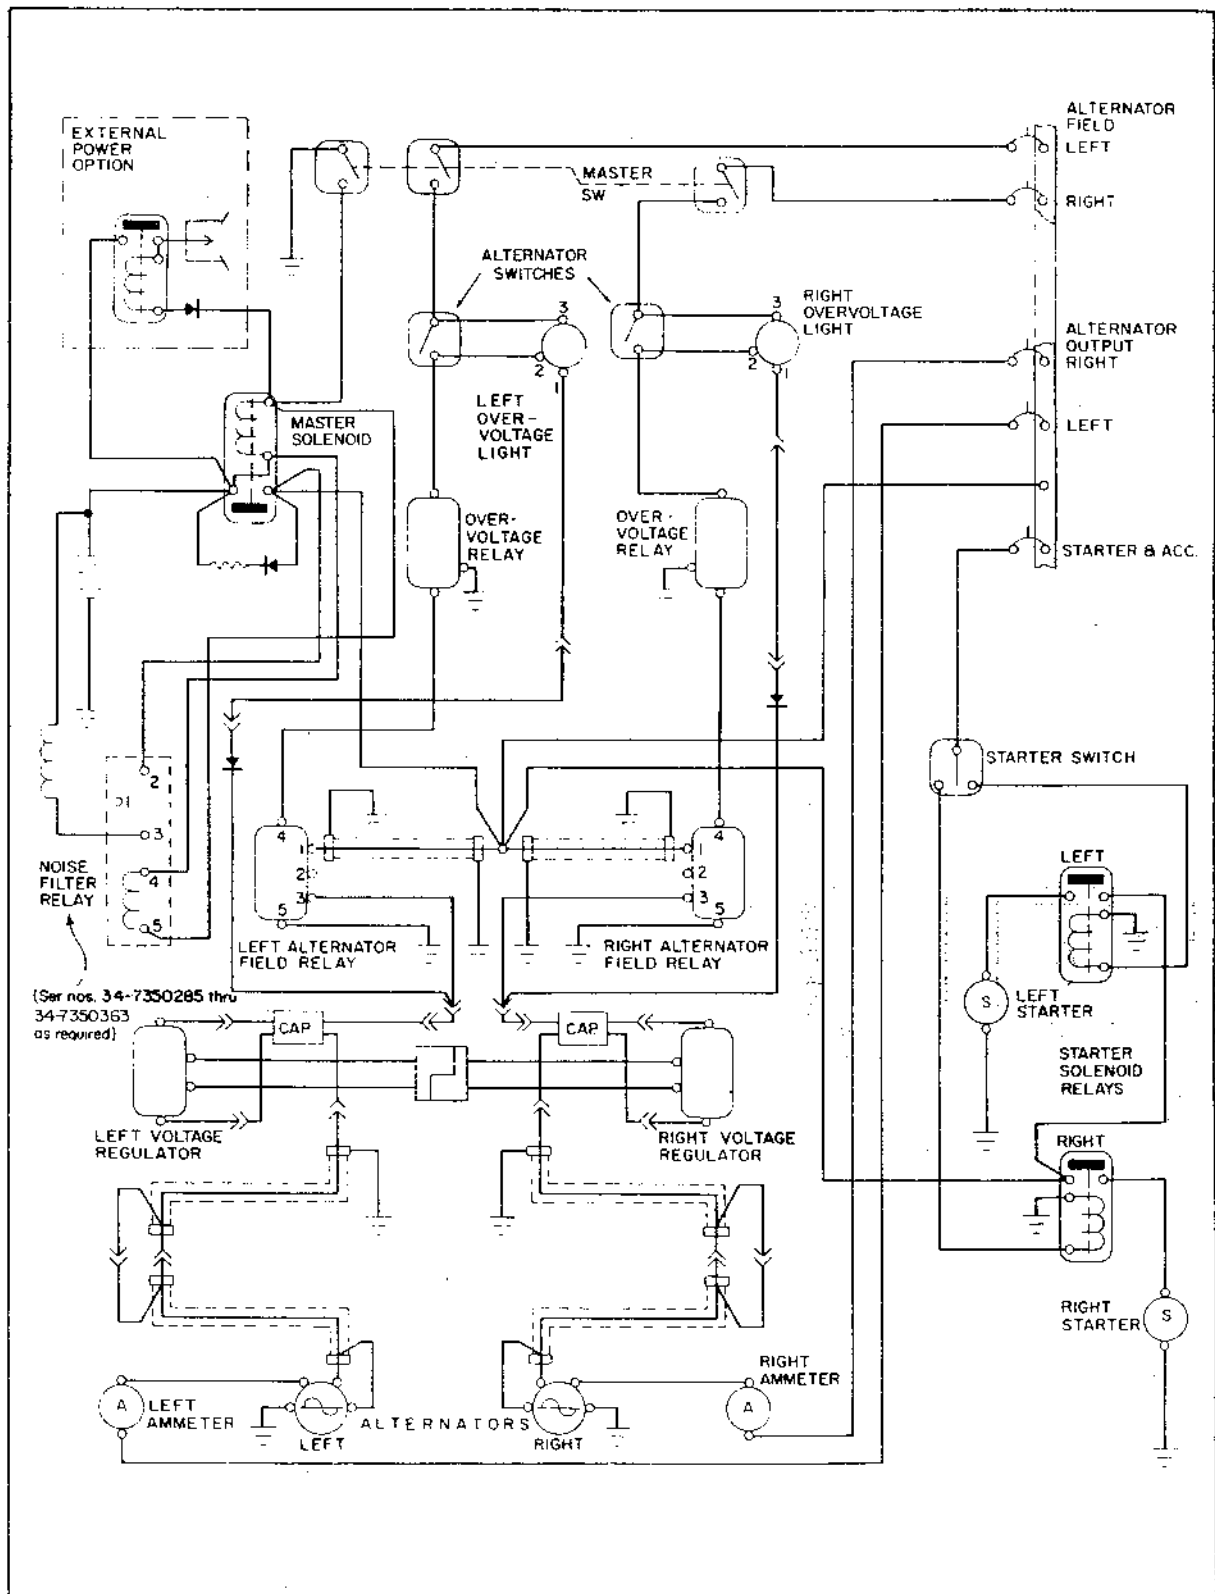 EXTERNAL
POWER
OPTION
MASTER
SW
ALTERNATOR
FIELD
LEFT
RIGHT
ALTERNATOR
SWITCHES
3
2
1
LEFT
OVER-
VOLTAGE
LIGHT
3
2
1
RIGHT
OVERVOLTAGE
LIGHT
ALTERNATOR
OUTPUT
RIGHT
LEFT
STARTER & ACC.
MASTER
SOLENOID
OVER-
VOLTAGE
RELAY
OVER-
VOLTAGE
RELAY
STARTER SWITCH
2
3
4
5
NOISE
FILTER
RELAY
(Ser nos. 34-7350285 thru
34-7350363
as required)
4
1
2
3
5
LEFT ALTERNATOR
FIELD RELAY
4
1
2
3
5
RIGHT ALTERNATOR
FIELD RELAY
LEFT
S
LEFT
STARTER
STARTER
SOLENOID
RELAYS
RIGHT
S
RIGHT
STARTER
CAP
CAP
LEFT VOLTAGE
REGULATOR
RIGHT VOLTAGE
REGULATOR
A
LEFT
AMMETER
ALTERNATORS
LEFT
RIGHT
RIGHT
AMMETER
A